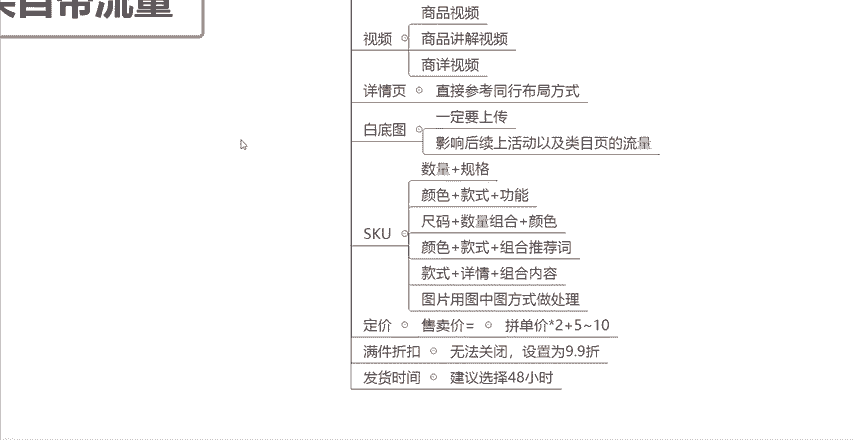 自带流量
商品视频
视频
商品讲解视频
商详视频
详情页 直接参考同行布局方式
一定要上传
白底图
影响后续上活动以及类目页的流量
数量+规格
颜色+款式+功能
尺码+数量组合+颜色
SKU
颜色+款式+组合推荐词
款式+详情+组合内容
图片用图中图方式做处理
定价 售卖价= 拼单价*2+5~10
满件折扣 无法关闭，设置为9.9折
发货时间 建议选择48小时